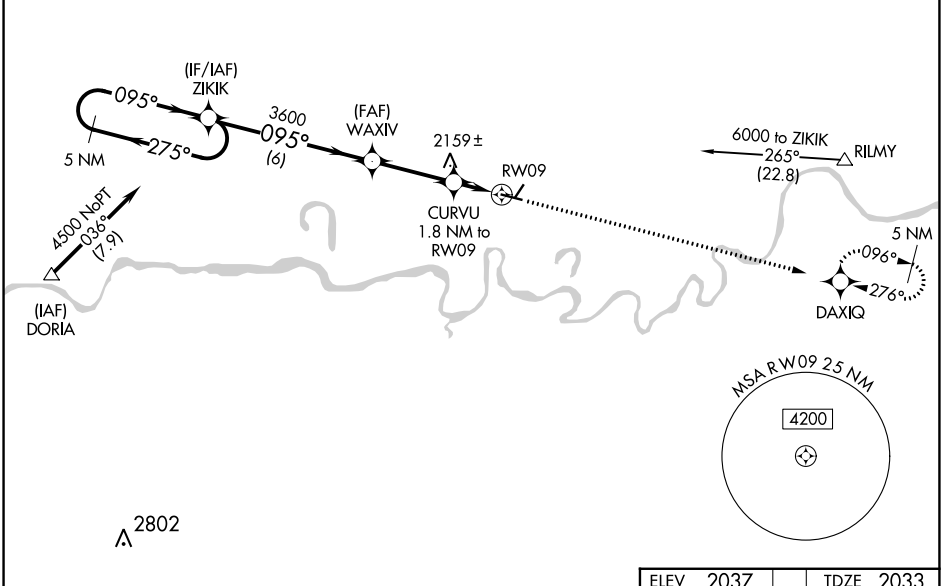 (IF/IAF)
ZIKIK
095°
275°
5 NM
3600
095°
(6)
(FAF)
WAXIV
2159±
CURVU
1.8 NM to
RW09
RW09
6000 to ZIKIK
265°
(22.8)
RILMY
4500 NoPT
036°
(7.9)
(IAF)
DORIA
5 NM
096°
276°
DAXIQ
MSA RW09 25 NM
4200
2802
ELEV 2037
TDZE 2033